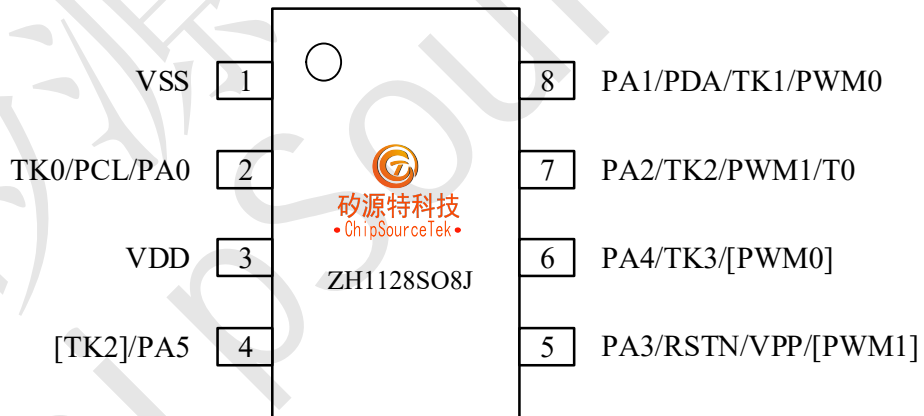 VSS 1 8 PA1/PDA/TK1/PWM0
TK0/PCL/PA0 2 7 PA2/TK2/PWM1/T0
矽源特科技
•ChipSourceTek•
VDD 3 6 PA4/TK3/[PWM0]
ZH1128SO8J
[TK2]/PA5 4 5 PA3/RSTN/VPP/[PWM1]